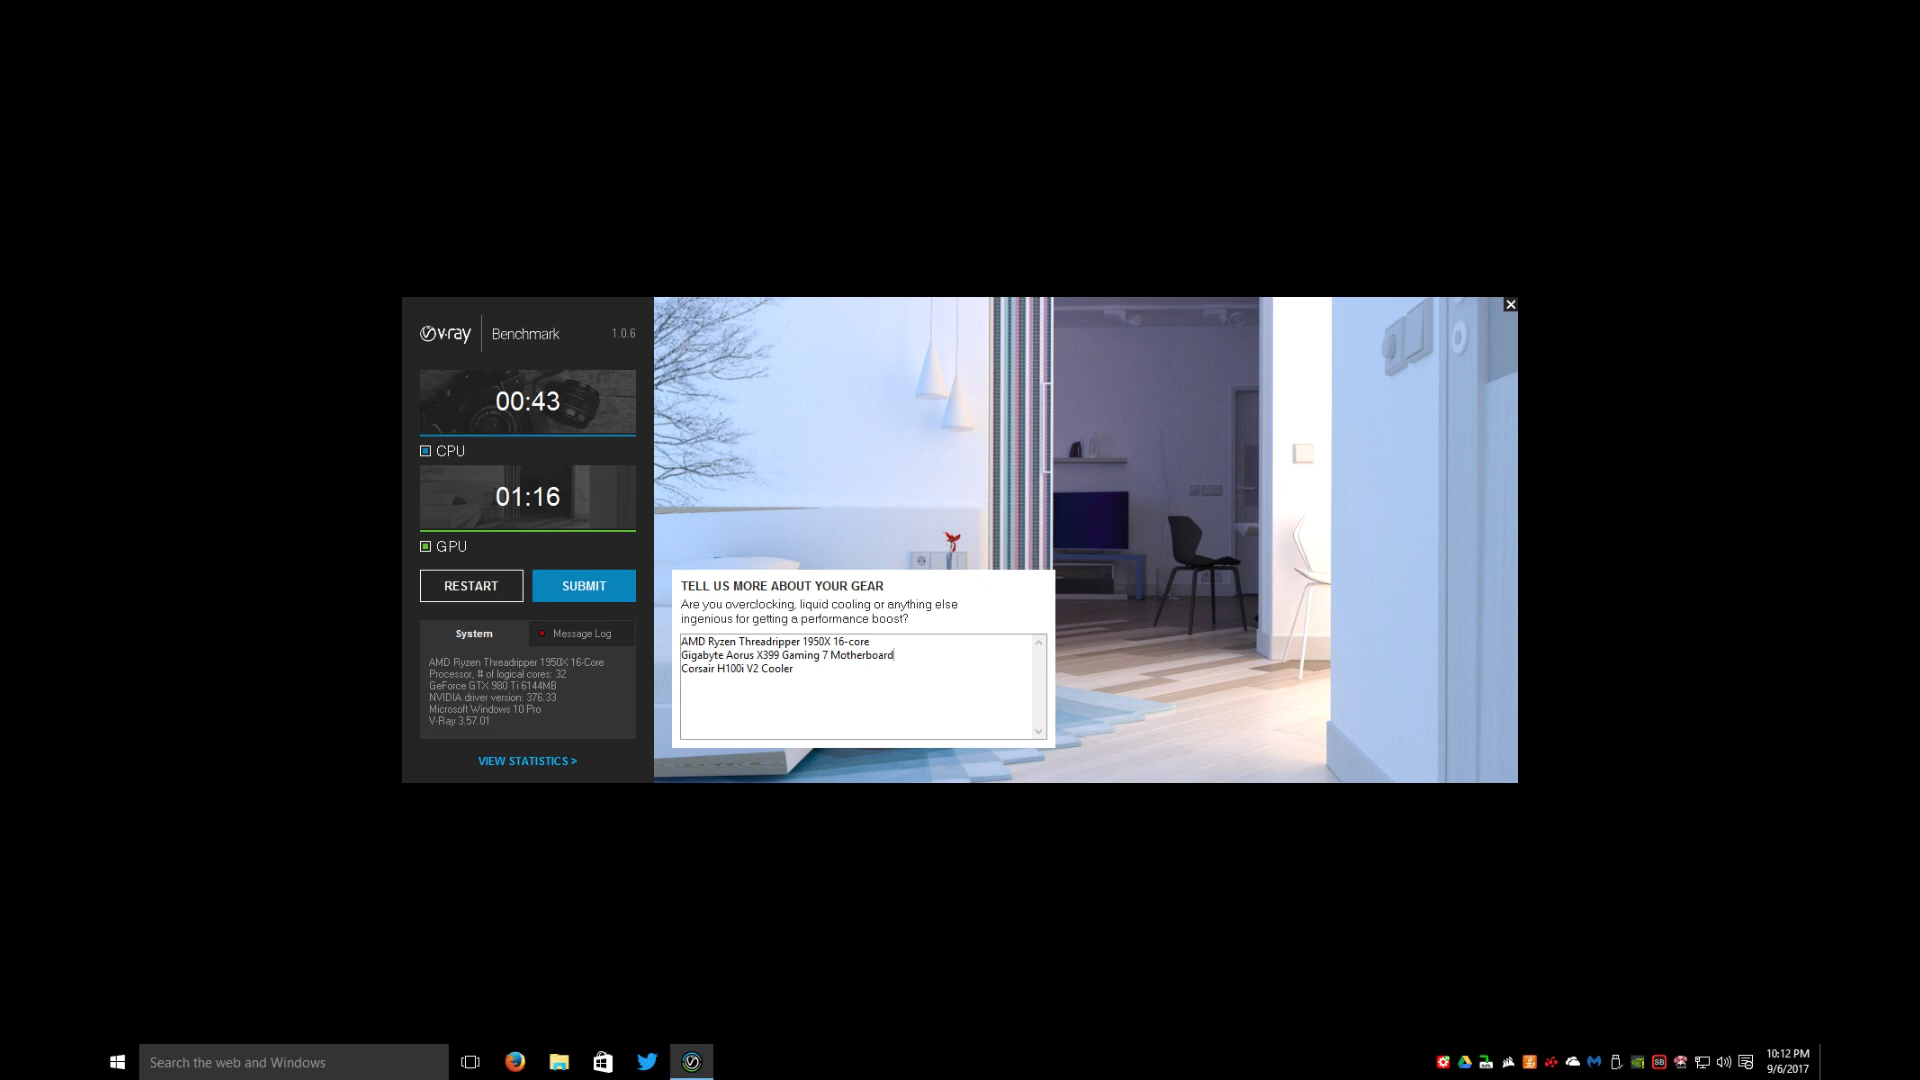 v·ray
Benchmark
1.0.6
00:43
CPU
01:16
GPU
RESTART
SUBMIT
System
Message Log
AMD Ryzen Threadripper 1950X 16-Core
Processor, # of logical cores: 32
GeForce GTX 980 Ti 6144MB
NVIDIA driver version: 376.33
Microsoft Windows 10 Pro
V-Ray 3.57.01
VIEW STATISTICS >
TELL US MORE ABOUT YOUR GEAR
Are you overclocking, liquid cooling or anything else
ingenious for getting a performance boost?
AMD Ryzen Threadripper 1950X 16-core
Gigabyte Aorus X399 Gaming 7 Motherboard
Corsair H100i V2 Cooler
Search the web and Windows
SB
10:12 PM
9/6/2017